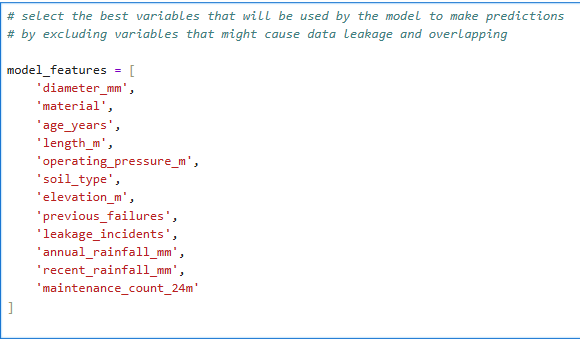 # select the best variables that will be used by the model to make predictions
# by excluding variables that might cause data leakage and overlapping
model_features = [
    'diameter_mm',
    'material',
    'age_years',
    'length_m',
    'operating_pressure_m',
    'soil_type',
    'elevation_m',
    'previous_failures',
    'leakage_incidents',
    'annual_rainfall_mm',
    'recent_rainfall_mm',
    'maintenance_count_24m'
]